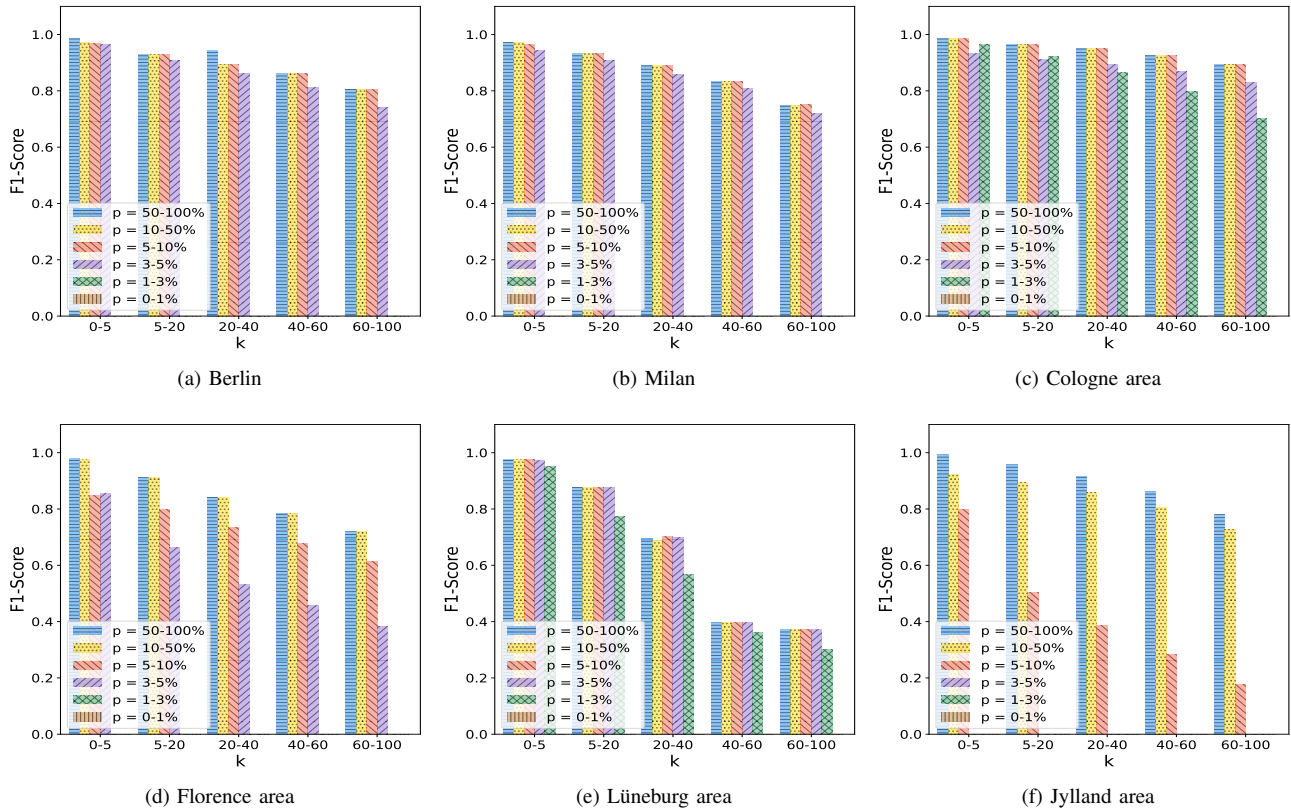 F1-Score
1.0
0.8
0.6
0.4
0.2
0.0
p = 50-100%
p = 10-50%
p = 5-10%
p = 3-5%
p = 1-3%
p = 0-1%
0-5 5-20 20-40 40-60 60-100
k
(a) Berlin
F1-Score
1.0
0.8
0.6
0.4
0.2
0.0
p = 50-100%
p = 10-50%
p = 5-10%
p = 3-5%
p = 1-3%
p = 0-1%
0-5 5-20 20-40 40-60 60-100
k
(b) Milan
F1-Score
1.0
0.8
0.6
0.4
0.2
0.0
p = 50-100%
p = 10-50%
p = 5-10%
p = 3-5%
p = 1-3%
p = 0-1%
0-5 5-20 20-40 40-60 60-100
k
(c) Cologne area
F1-Score
1.0
0.8
0.6
0.4
0.2
0.0
p = 50-100%
p = 10-50%
p = 5-10%
p = 3-5%
p = 1-3%
p = 0-1%
0-5 5-20 20-40 40-60 60-100
k
(d) Florence area
F1-Score
1.0
0.8
0.6
0.4
0.2
0.0
p = 50-100%
p = 10-50%
p = 5-10%
p = 3-5%
p = 1-3%
p = 0-1%
0-5 5-20 20-40 40-60 60-100
k
(e) Lüneburg area
F1-Score
1.0
0.8
0.6
0.4
0.2
0.0
p = 50-100%
p = 10-50%
p = 5-10%
p = 3-5%
p = 1-3%
p = 0-1%
0-5 5-20 20-40 40-60 60-100
k
(f) Jylland area